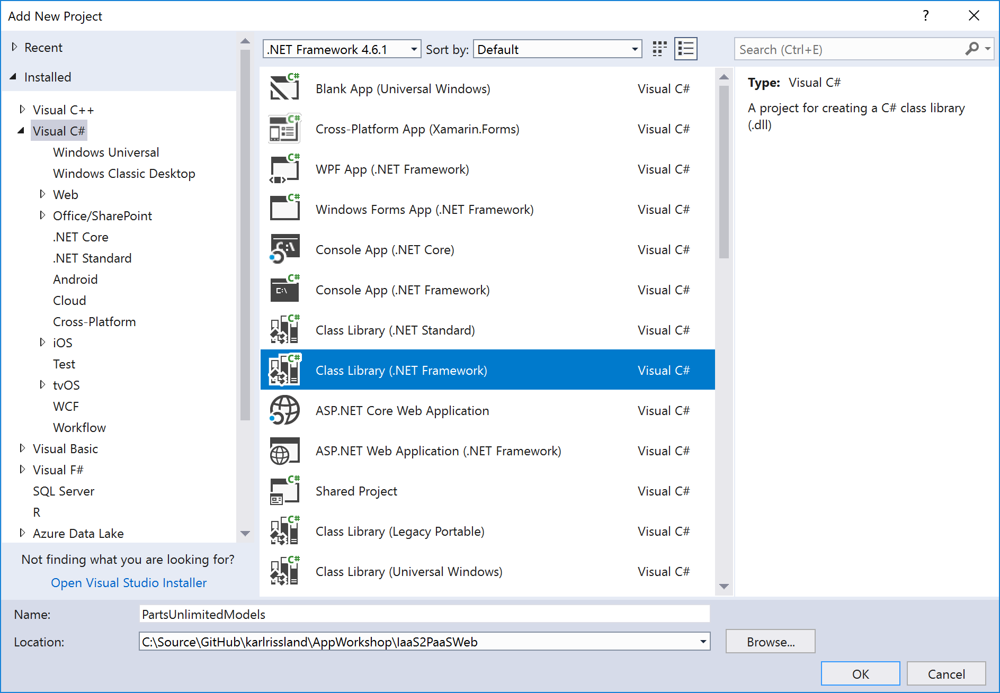 Add New Project
?
Recent
Installed
Visual C++
Visual C#
Windows Universal
Windows Classic Desktop
Web
Office/SharePoint
.NET Core
.NET Standard
Android
Cloud
Cross-Platform
iOS
Test
tvOS
WCF
Workflow
Visual Basic
Visual F#
SQL Server
R
Azure Data Lake
Not finding what you are looking for?
Open Visual Studio Installer
.NET Framework 4.6.1 Sort by: Default
Search (Ctrl+E)
Blank App (Universal Windows) Visual C#
Cross-Platform App (Xamarin.Forms) Visual C#
WPF App (.NET Framework) Visual C#
Windows Forms App (.NET Framework) Visual C#
Console App (.NET Core) Visual C#
Console App (.NET Framework) Visual C#
Class Library (.NET Standard) Visual C#
Class Library (.NET Framework) Visual C#
ASP.NET Core Web Application Visual C#
ASP.NET Web Application (.NET Framework) Visual C#
Shared Project Visual C#
Class Library (Legacy Portable) Visual C#
Class Library (Universal Windows) Visual C#
Type: Visual C#
A project for creating a C# class library
(.dll)
Name: PartsUnlimitedModels
Location: C:\Source\GitHub\karlrissland\AppWorkshop\IaaS2PaaSWeb
Browse...
OK Cancel